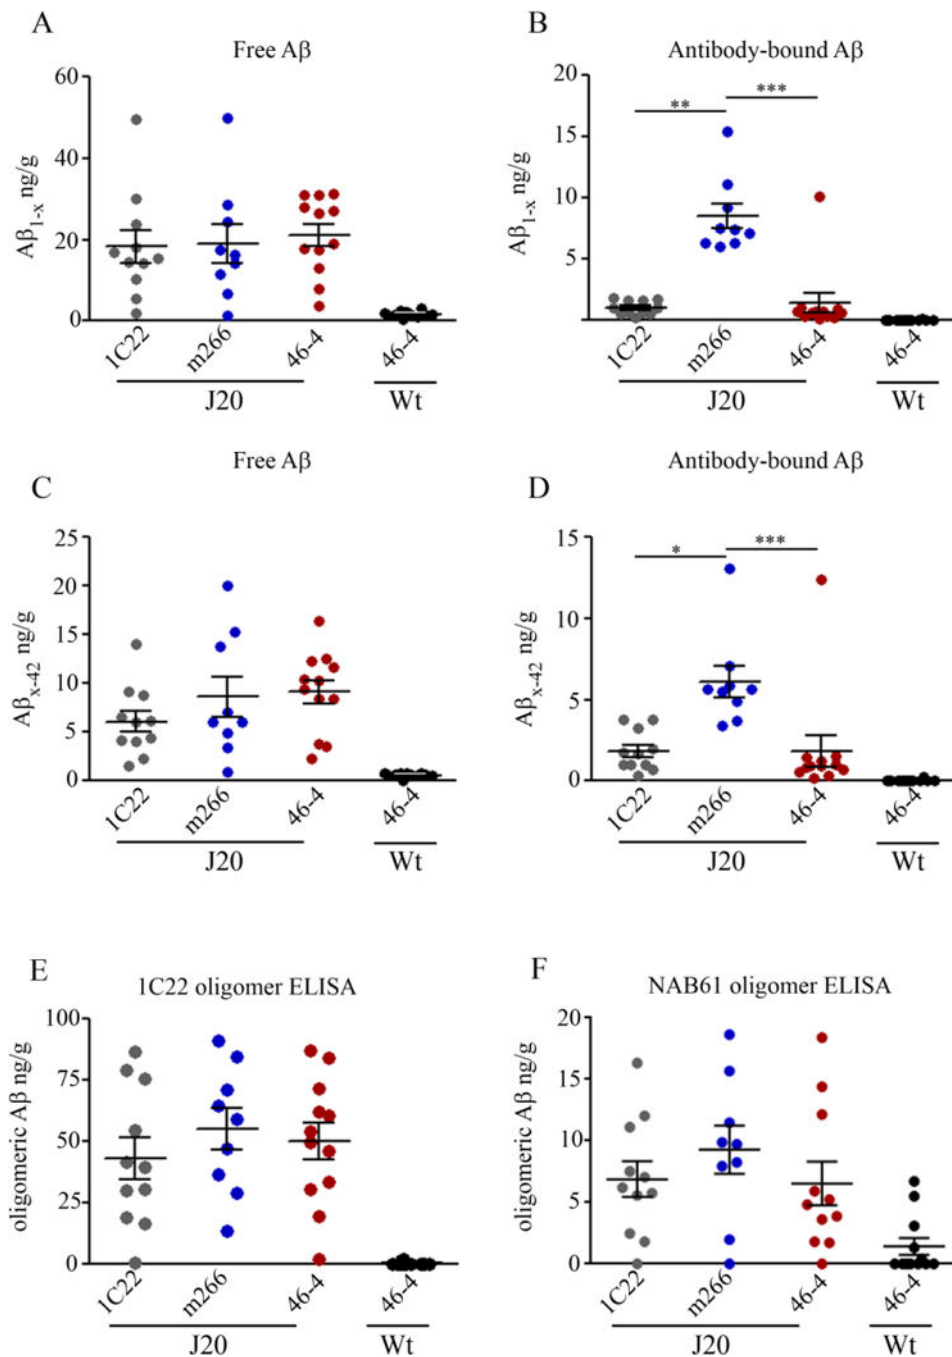 A
Free Aβ
60
40
20
0
Aβ1-x ng/g
1C22
m266
46-4
46-4
J20
Wt
B
Antibody-bound Aβ
20
15
10
5
0
Aβ1-x ng/g
**
***
1C22
m266
46-4
46-4
J20
Wt
C
Free Aβ
25
20
15
10
5
0
Aβx-42 ng/g
1C22
m266
46-4
46-4
J20
Wt
D
Antibody-bound Aβ
15
10
5
0
Aβx-42 ng/g
*
***
1C22
m266
46-4
46-4
J20
Wt
E
1C22 oligomer ELISA
100
75
50
25
0
oligomeric Aβ ng/g
1C22
m266
46-4
46-4
J20
Wt
F
NAB61 oligomer ELISA
20
15
10
5
0
oligomeric Aβ ng/g
1C22
m266
46-4
46-4
J20
Wt